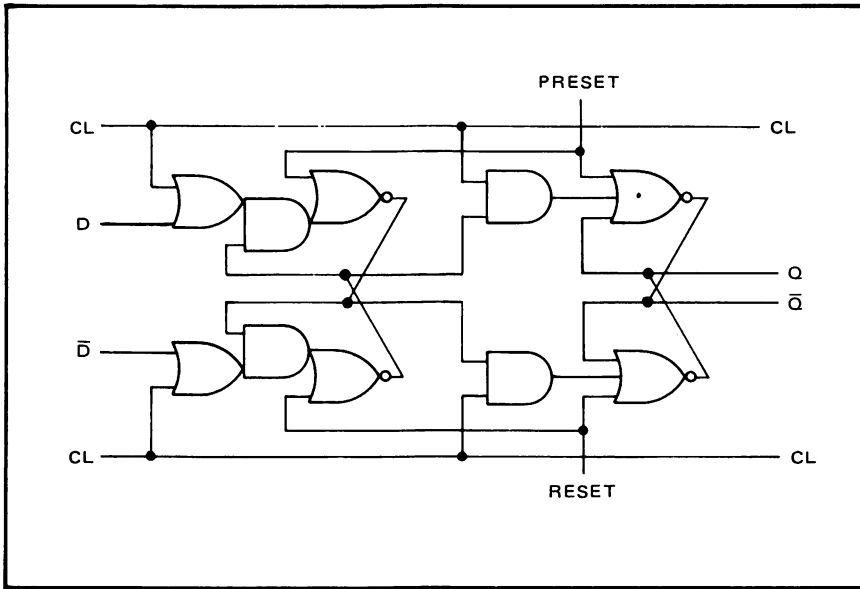 PRESET
CL CL
D
Q
Q̅
D̅
CL CL
RESET